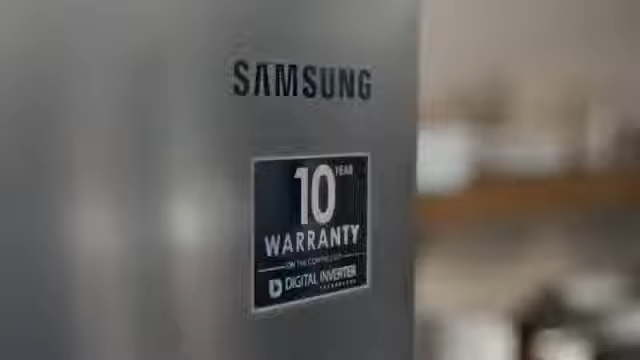 SAMSUNG
10 YEAR
WARRANTY
ON THE COMPRESSOR
DIGITAL INVERTER
TECHNOLOGY